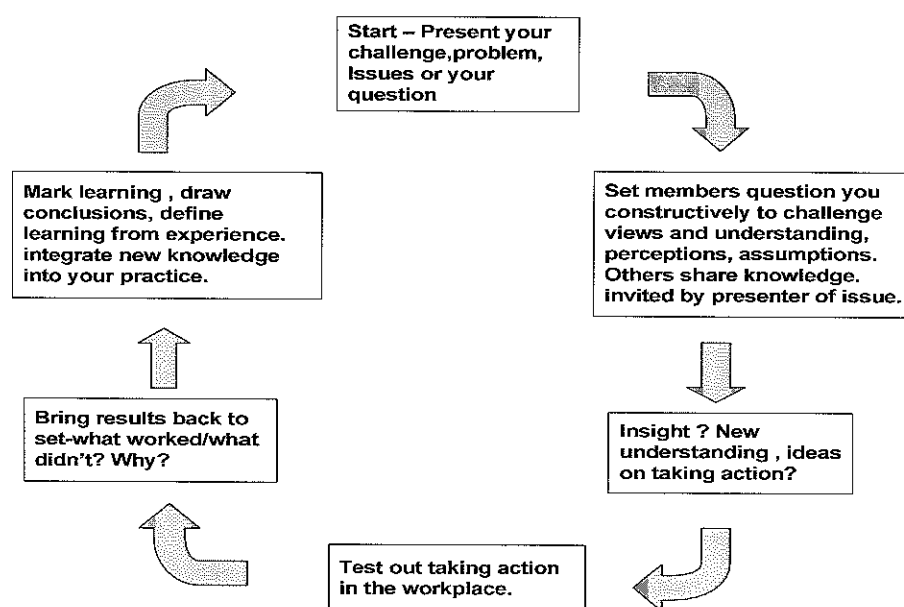 Start – Present your
challenge,problem,
Issues or your
question
Set members question you
constructively to challenge
views and understanding,
perceptions, assumptions.
Others share knowledge.
invited by presenter of issue.
Insight ? New
understanding , ideas
on taking action?
Test out taking action
in the workplace.
Bring results back to
set-what worked/what
didn't? Why?
Mark learning , draw
conclusions, define
learning from experience.
integrate new knowledge
into your practice.